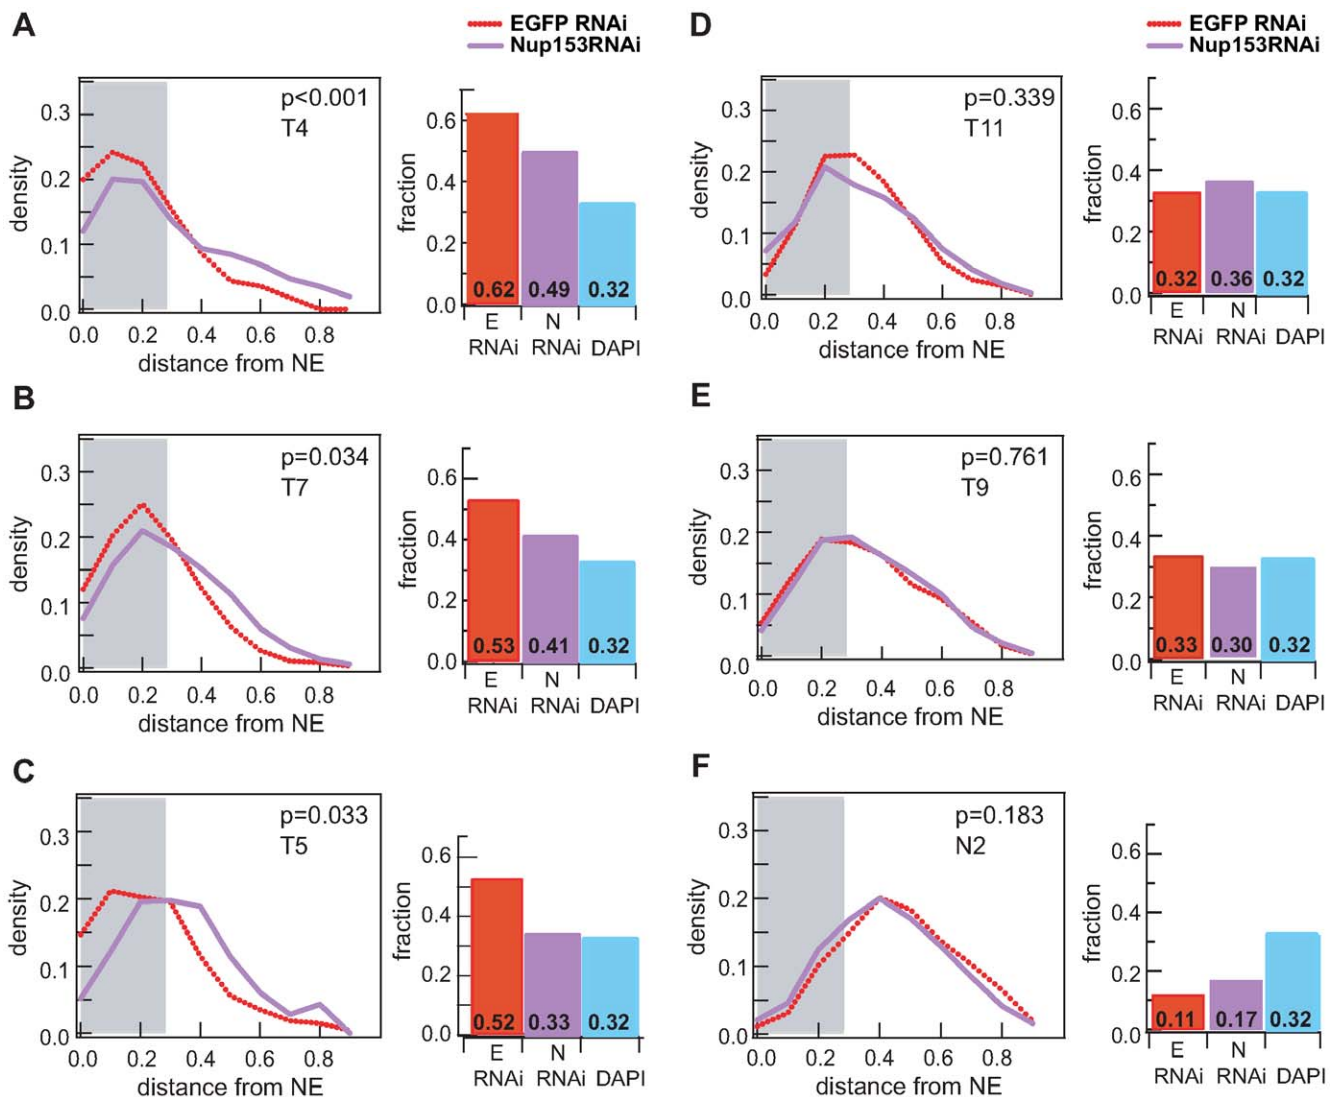 A
EGFP RNAi
Nup153RNAi
p<0.001
T4
density
0.3
0.2
0.1
0.0
0.0 0.2 0.4 0.6 0.8
distance from NE
fraction
0.6
0.4
0.2
0.0
0.62 0.49 0.32
E N
RNAi RNAi DAPI
B
p=0.034
T7
density
0.3
0.2
0.1
0.0
0.0 0.2 0.4 0.6 0.8
distance from NE
fraction
0.6
0.4
0.2
0.0
0.53 0.41 0.32
E N
RNAi RNAi DAPI
C
p=0.033
T5
density
0.3
0.2
0.1
0.0
0.0 0.2 0.4 0.6 0.8
distance from NE
fraction
0.6
0.4
0.2
0.0
0.52 0.33 0.32
E N
RNAi RNAi DAPI
D
EGFP RNAi
Nup153RNAi
p=0.339
T11
density
0.3
0.2
0.1
0.0
0.0 0.2 0.4 0.6 0.8
distance from NE
fraction
0.6
0.4
0.2
0.0
0.32 0.36 0.32
E N
RNAi RNAi DAPI
E
p=0.761
T9
density
0.3
0.2
0.1
0.0
0.0 0.2 0.4 0.6 0.8
distance from NE
fraction
0.6
0.4
0.2
0.0
0.33 0.30 0.32
E N
RNAi RNAi DAPI
F
p=0.183
N2
density
0.3
0.2
0.1
0.0
0.0 0.2 0.4 0.6 0.8
distance from NE
fraction
0.6
0.4
0.2
0.0
0.11 0.17 0.32
E N
RNAi RNAi DAPI